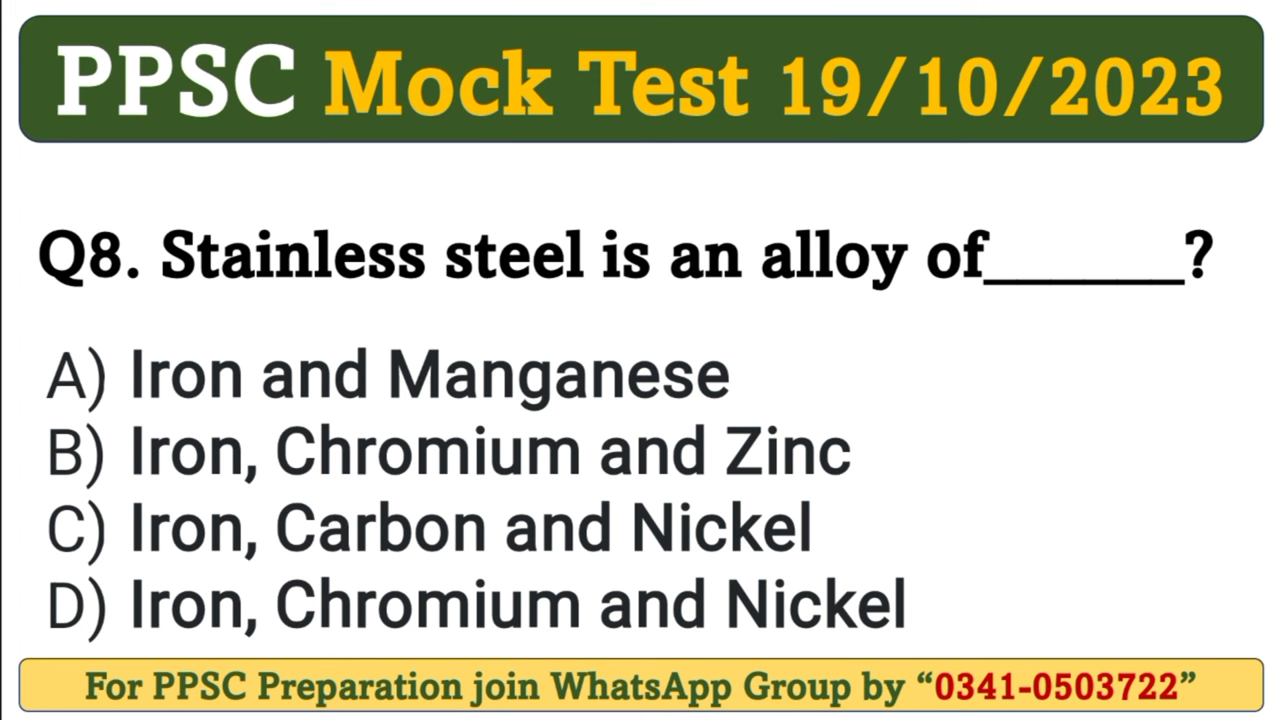 PPSC Mock Test 19/10/2023
Q8. Stainless steel is an alloy of______?
A) Iron and Manganese
B) Iron, Chromium and Zinc
C) Iron, Carbon and Nickel
D) Iron, Chromium and Nickel
For PPSC Preparation join WhatsApp Group by “0341-0503722”